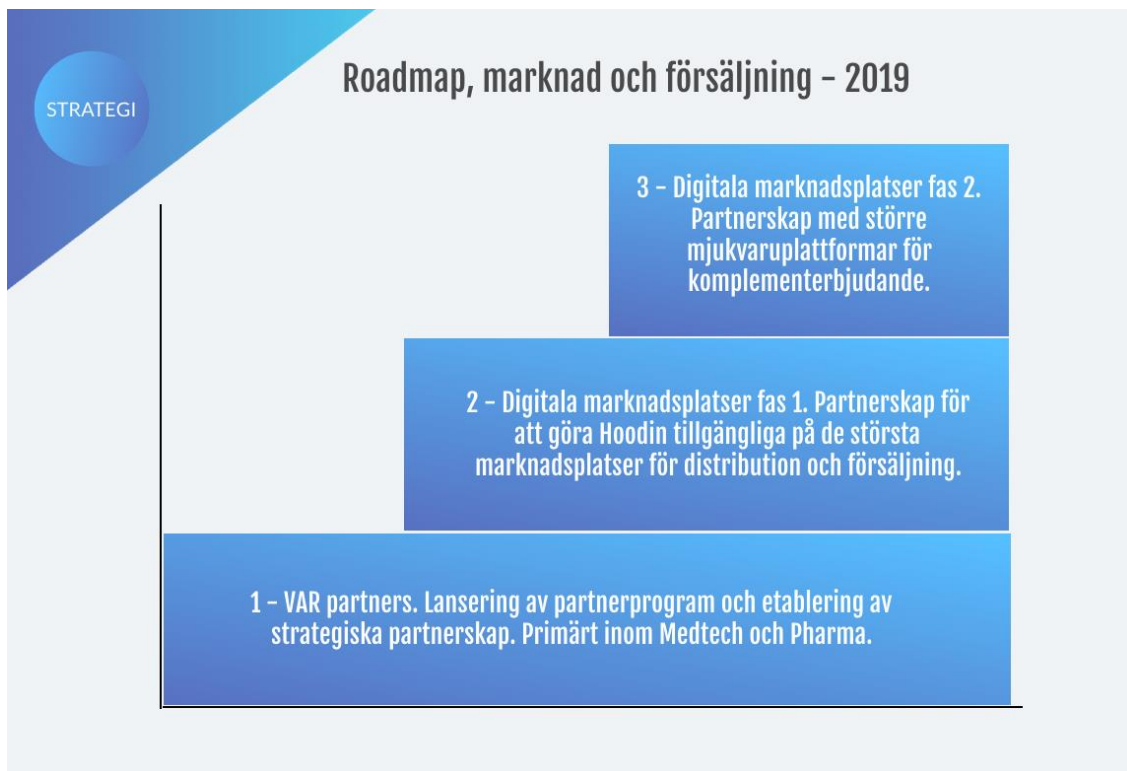 STRATEGI
Roadmap, marknad och försäljning - 2019
3 - Digitala marknadsplatser fas 2.
Partnerskap med större
mjukvaruplattformar för
komplementerbjudande.
2 - Digitala marknadsplatser fas 1. Partnerskap för
att göra Hoodin tillgängliga på de största
marknadsplatser för distribution och försäljning.
1 - VAR partners. Lansering av partnerprogram och etablering av
strategiska partnerskap. Primärt inom Medtech och Pharma.